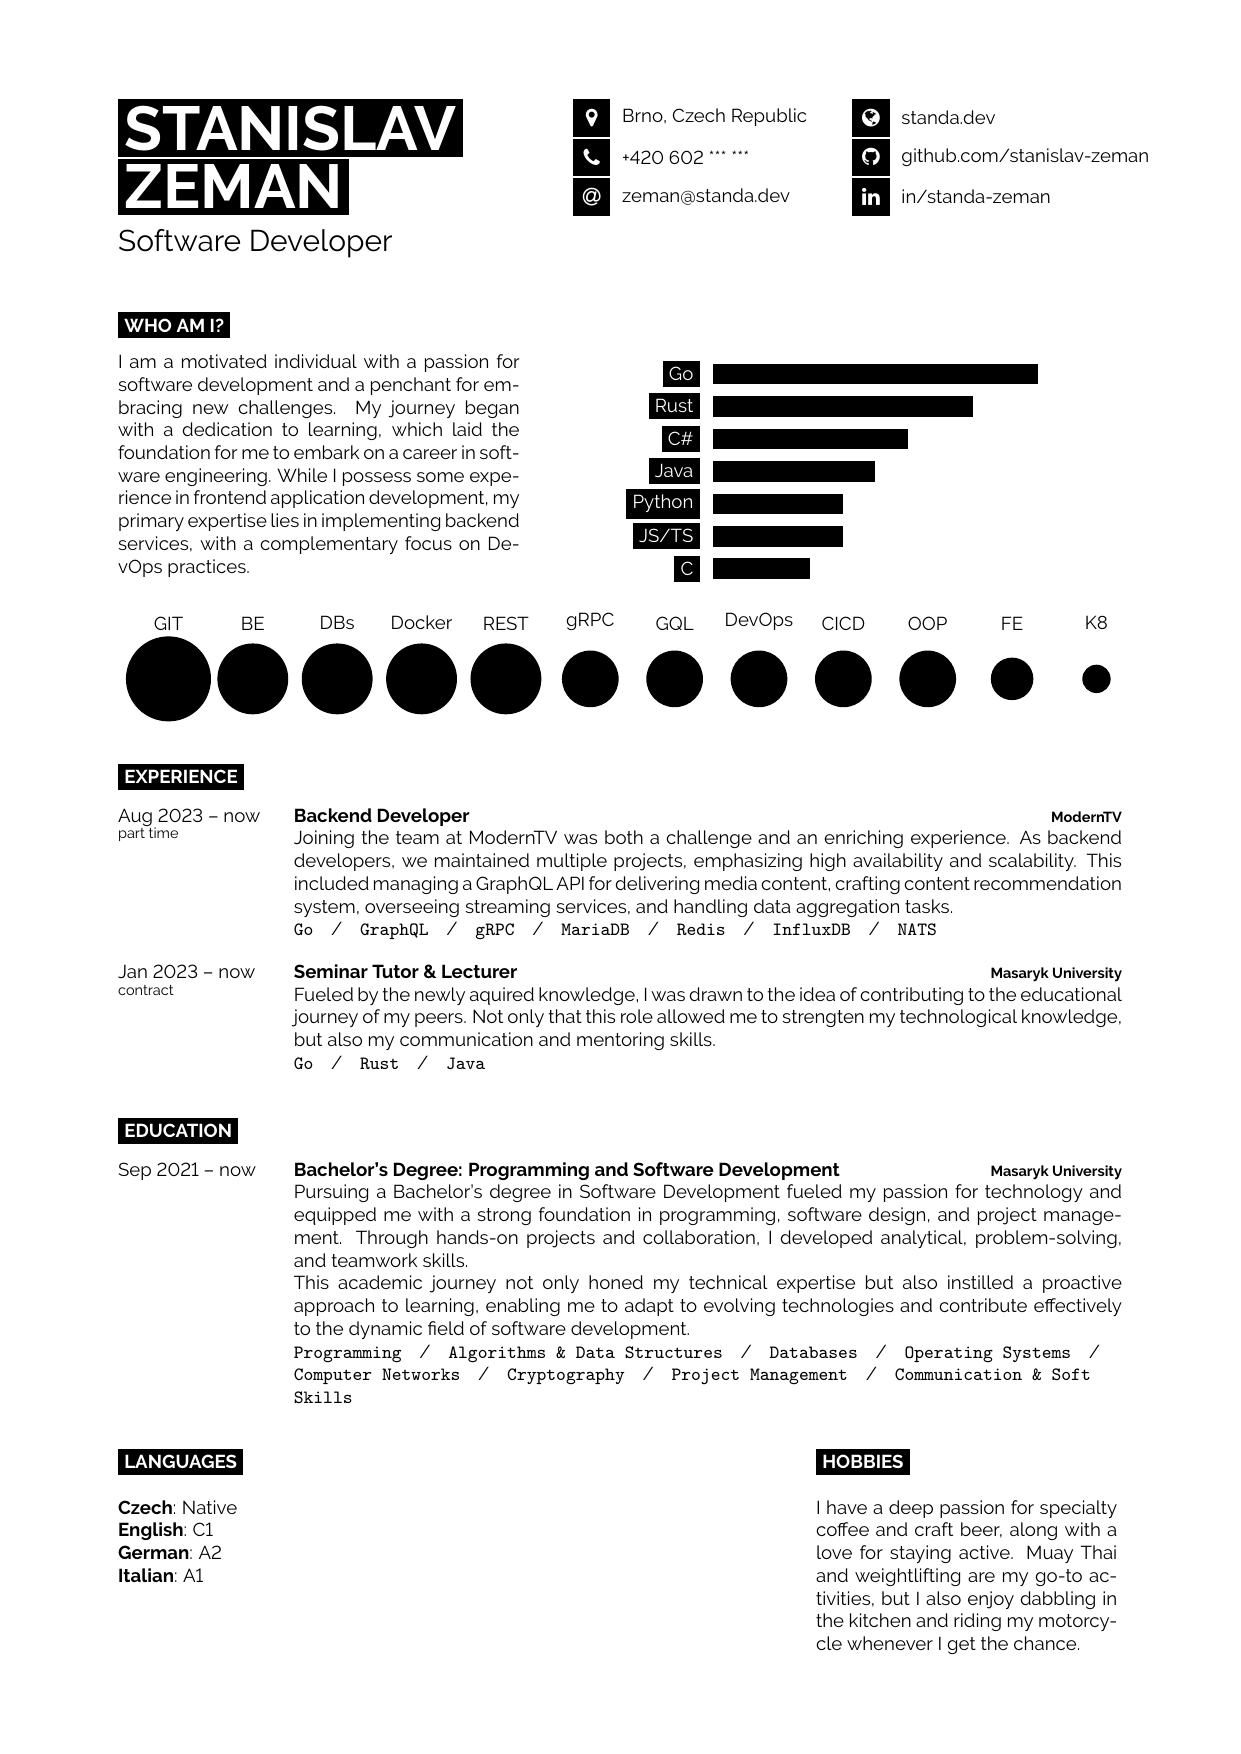 STANISLAV
ZEMAN
Software Developer
Brno, Czech Republic
+420 602 *** ***
zeman@standa.dev
standa.dev
github.com/stanislav-zeman
in/standa-zeman
WHO AM I?
I am a motivated individual with a passion for
software development and a penchant for em-
bracing new challenges. My journey began
with a dedication to learning, which laid the
foundation for me to embark on a career in soft-
ware engineering. While I possess some expe-
rience in frontend application development, my
primary expertise lies in implementing backend
services, with a complementary focus on De-
vOps practices.
Go
Rust
C#
Java
Python
JS/TS
C
GIT BE DBs Docker REST gRPC GQL DevOps CICD OOP FE K8
EXPERIENCE
Aug 2023 – now
part time
Backend Developer ModernTV
Joining the team at ModernTV was both a challenge and an enriching experience. As backend
developers, we maintained multiple projects, emphasizing high availability and scalability. This
included managing a GraphQL API for delivering media content, crafting content recommendation
system, overseeing streaming services, and handling data aggregation tasks.
Go / GraphQL / gRPC / MariaDB / Redis / InfluxDB / NATS
Jan 2023 – now
contract
Seminar Tutor & Lecturer Masaryk University
Fueled by the newly aquired knowledge, I was drawn to the idea of contributing to the educational
journey of my peers. Not only that this role allowed me to strengten my technological knowledge,
but also my communication and mentoring skills.
Go / Rust / Java
EDUCATION
Sep 2021 – now
Bachelor's Degree: Programming and Software Development Masaryk University
Pursuing a Bachelor's degree in Software Development fueled my passion for technology and
equipped me with a strong foundation in programming, software design, and project manage-
ment. Through hands-on projects and collaboration, I developed analytical, problem-solving,
and teamwork skills.
This academic journey not only honed my technical expertise but also instilled a proactive
approach to learning, enabling me to adapt to evolving technologies and contribute effectively
to the dynamic field of software development.
Programming / Algorithms & Data Structures / Databases / Operating Systems /
Computer Networks / Cryptography / Project Management / Communication & Soft
Skills
LANGUAGES
Czech: Native
English: C1
German: A2
Italian: A1
HOBBIES
I have a deep passion for specialty
coffee and craft beer, along with a
love for staying active. Muay Thai
and weightlifting are my go-to ac-
tivities, but I also enjoy dabbling in
the kitchen and riding my motorcy-
cle whenever I get the chance.